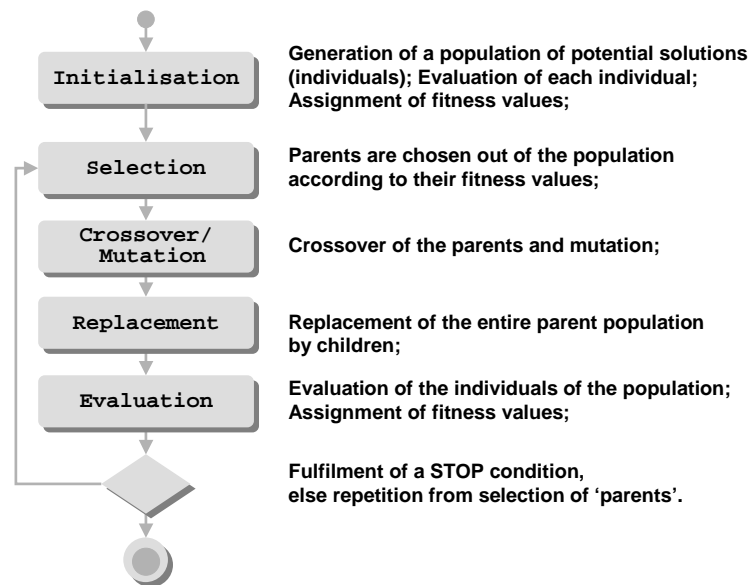 Initialisation
Generation of a population of potential solutions
(individuals); Evaluation of each individual;
Assignment of fitness values;
Selection
Parents are chosen out of the population
according to their fitness values;
Crossover/
Mutation
Crossover of the parents and mutation;
Replacement
Replacement of the entire parent population
by children;
Evaluation
Evaluation of the individuals of the population;
Assignment of fitness values;
Fulfilment of a STOP condition,
else repetition from selection of ‘parents’.